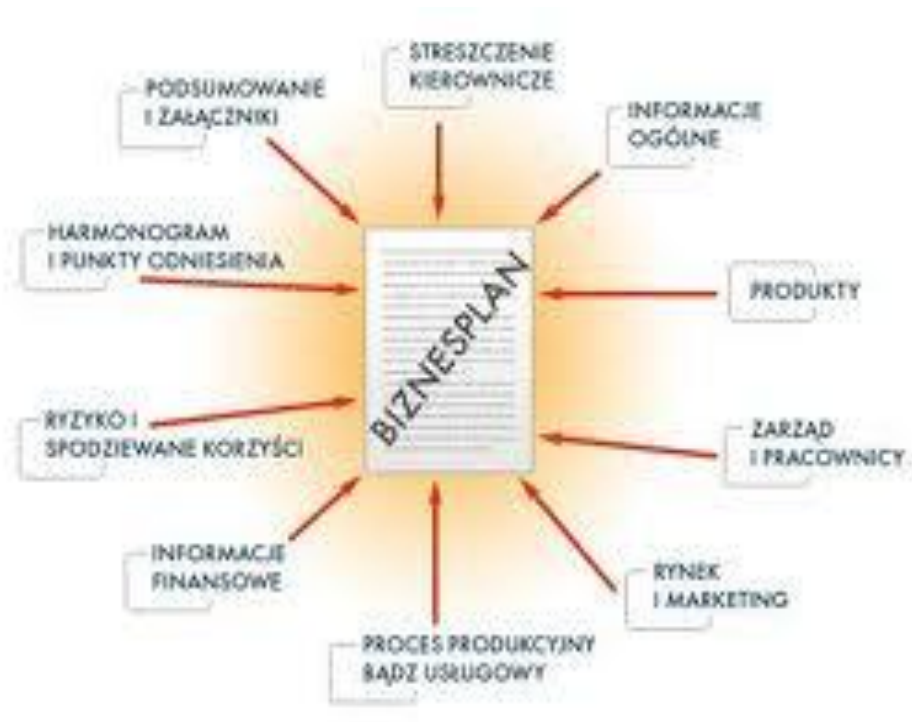 STRESZCZENIE
KIEROWNICZE
INFORMACJE
OGÓLNE
PRODUKTY
ZARZĄD
I PRACOWNICY
RYNEK
I MARKETING
PROCES PRODUKCYJNY
BĄDZ USŁUGOWY
INFORMACJE
FINANSOWE
RYZYKO I
SPODZIEWANE KORZYŚCI
HARMONOGRAM
I PUNKTY ODNIESIENIA
PODSUMOWANIE
I ZAŁĄCZNIKI
BIZNESPLAN